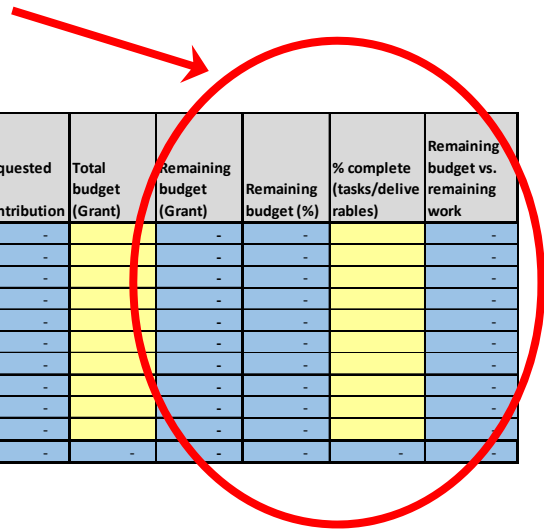 quested
ntribution
Total
budget
(Grant)
Remaining
budget
(Grant)
Remaining
budget (%)
% complete
(tasks/delive
rables)
Remaining
budget vs.
remaining
work
- - - -
- - - -
- - - -
- - - -
- - - -
- - - -
- - - -
- - - -
- - - -
- - - -
- - - - - -